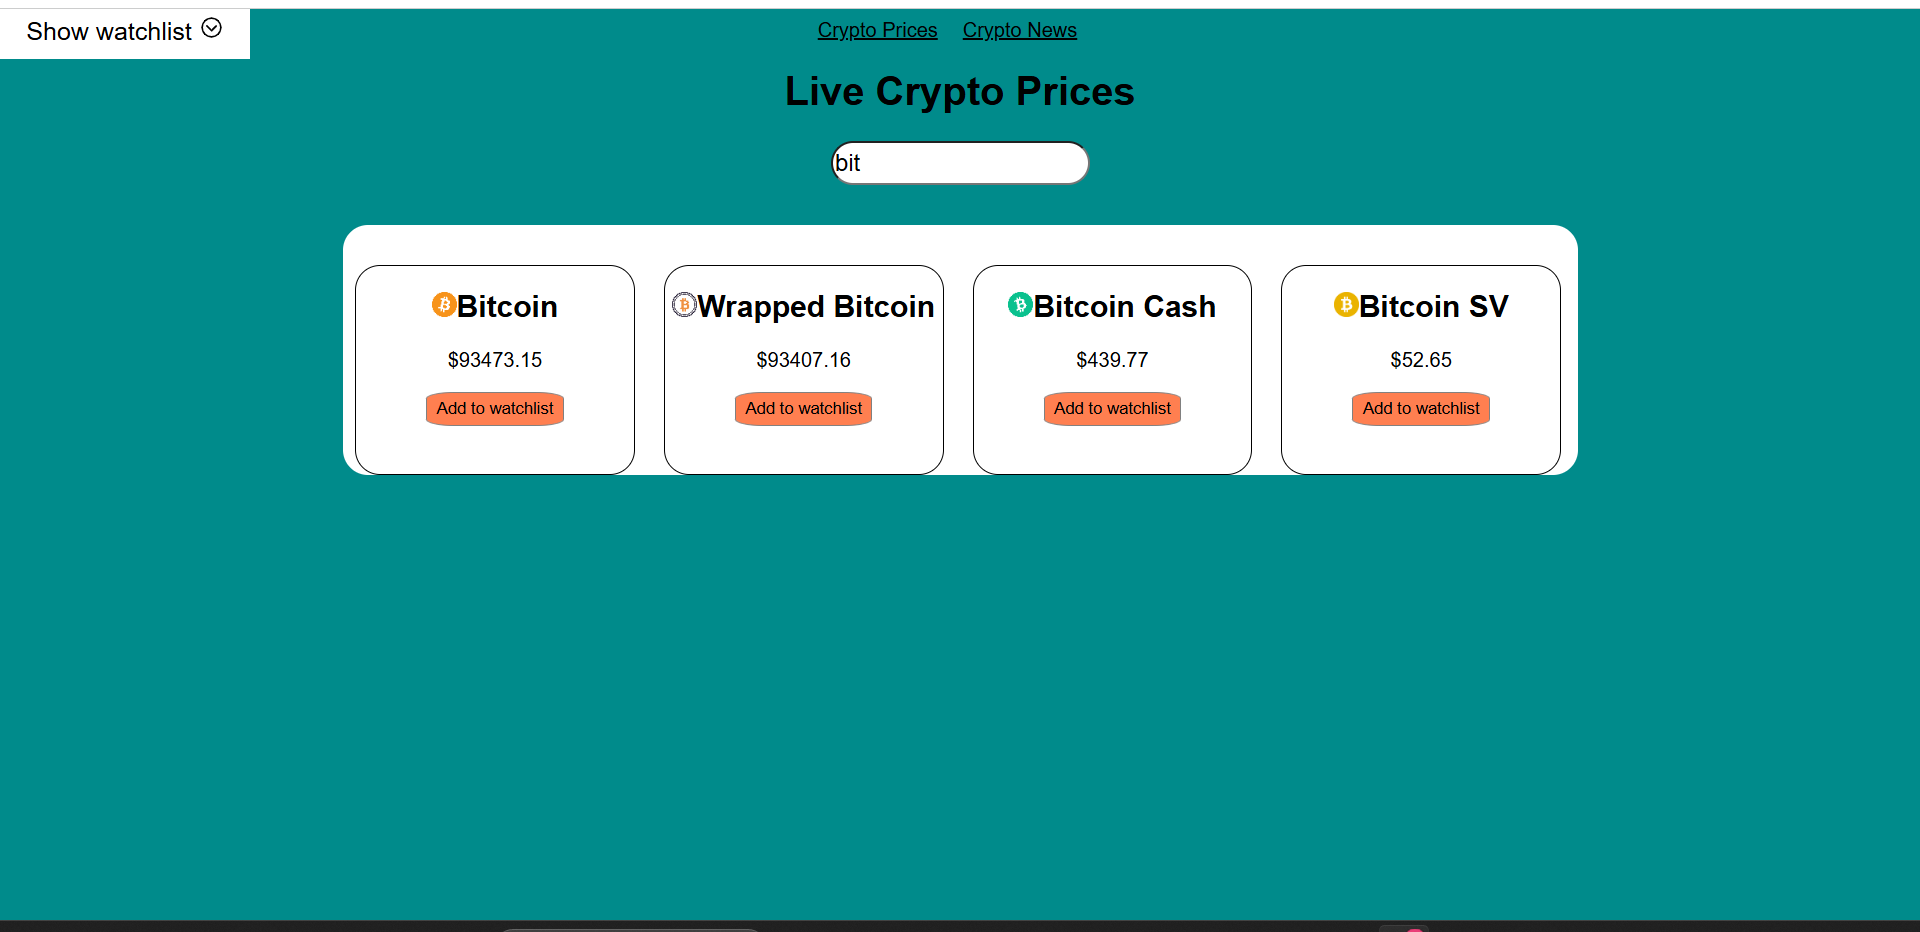 Show watchlist
Crypto Prices Crypto News
Live Crypto Prices
bit
Bitcoin
$93473.15
Add to watchlist
Wrapped Bitcoin
$93407.16
Add to watchlist
Bitcoin Cash
$439.77
Add to watchlist
Bitcoin SV
$52.65
Add to watchlist